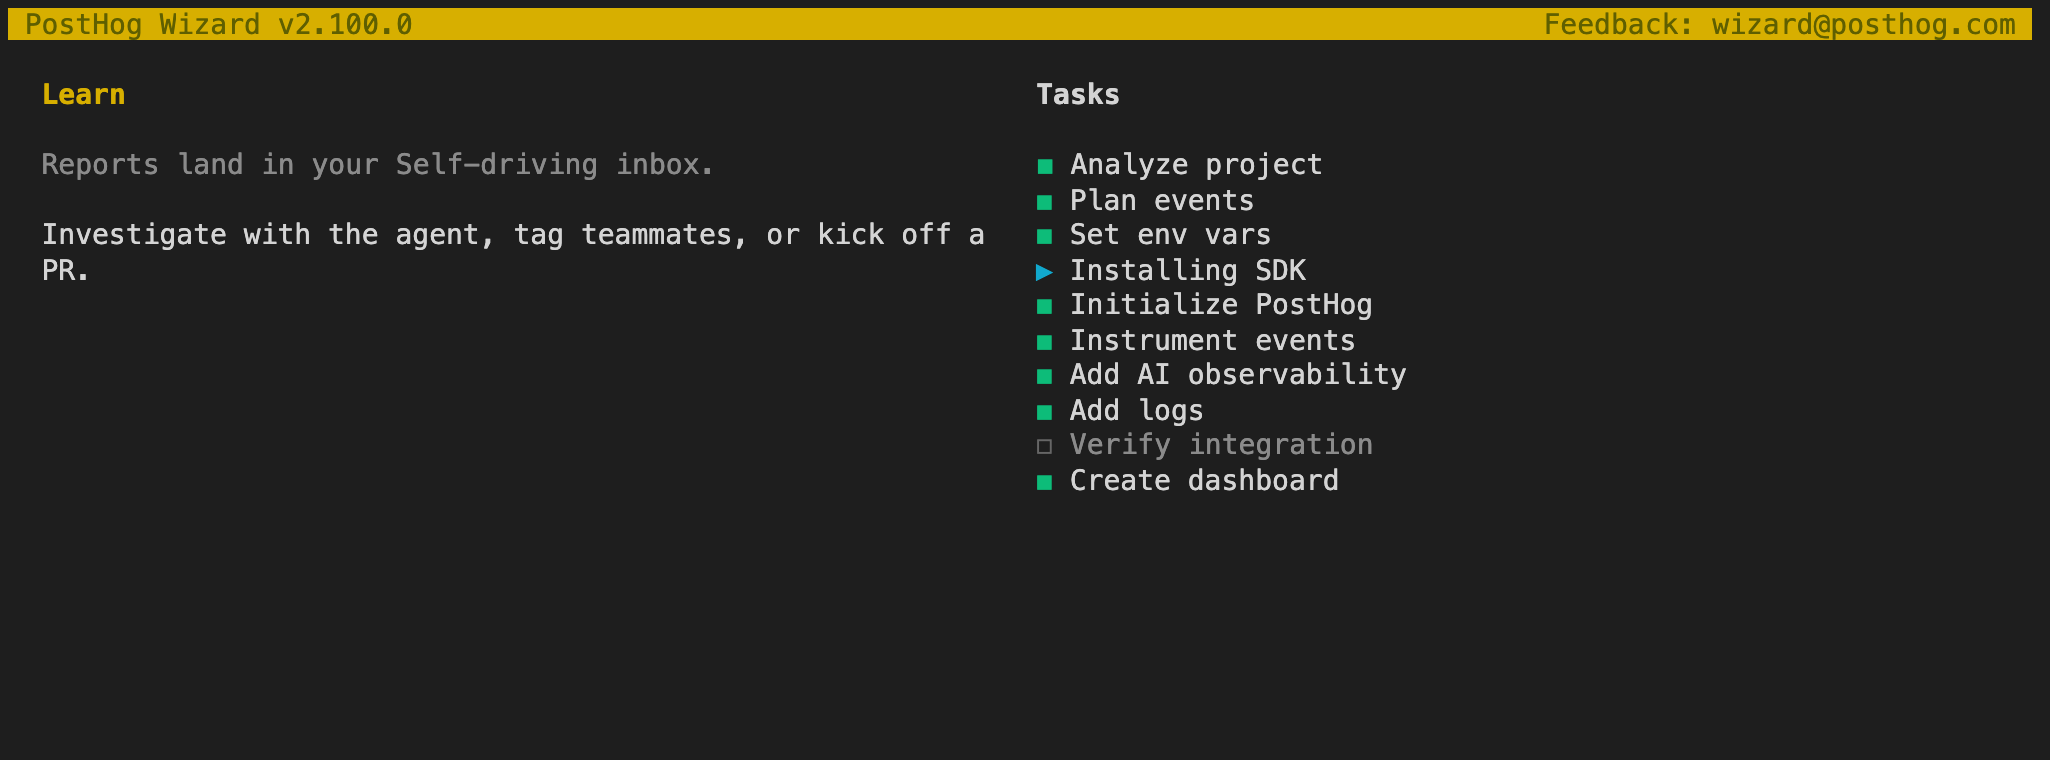 PostHog Wizard v2.100.0 Feedback: wizard@posthog.com
Learn
Reports land in your Self-driving inbox.
Investigate with the agent, tag teammates, or kick off a
PR.
Tasks
Analyze project
Plan events
Set env vars
Installing SDK
Initialize PostHog
Instrument events
Add AI observability
Add logs
Verify integration
Create dashboard